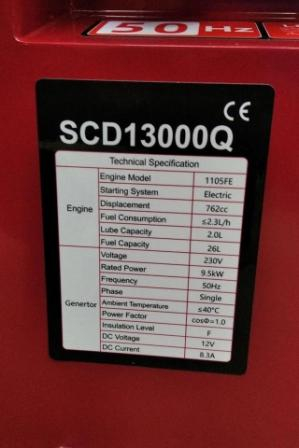 50 Hz
CE
SCD13000Q
Technical Specification
Engine
Engine Model 1105FE
Starting System Electric
Displacement 762cc
Fuel Consumption ≤2.3L/h
Lube Capacity 2.0L
Fuel Capacity 26L
Genertor
Voltage 230V
Rated Power 9.5kW
Frequency 50Hz
Phase Single
Ambient Temperature ≤40°C
Power Factor cosΦ=1.0
Insulation Level F
DC Voltage 12V
DC Current 8.3A